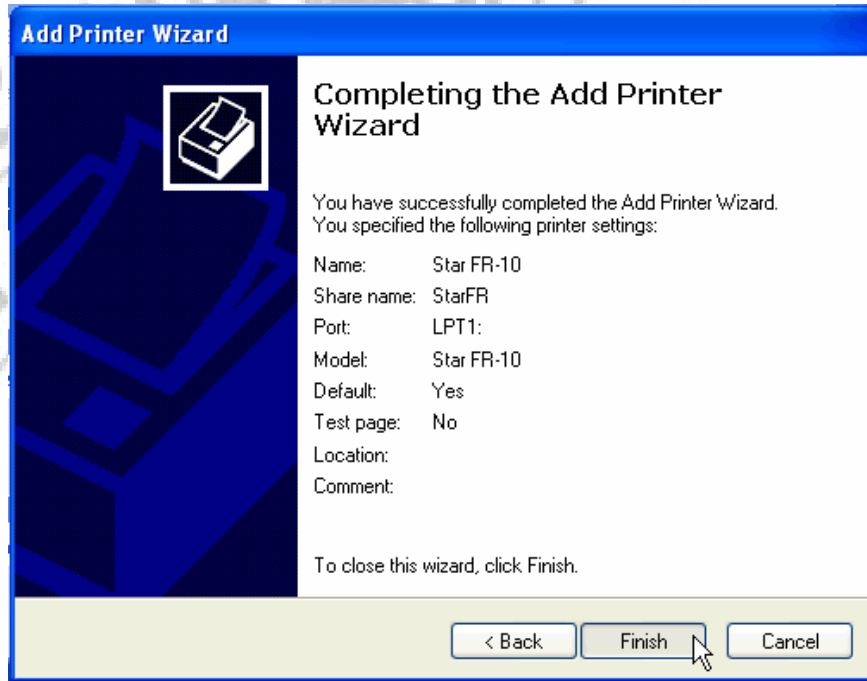 Add Printer Wizard
Completing the Add Printer
Wizard
You have successfully completed the Add Printer Wizard.
You specified the following printer settings:
Name: Star FR-10
Share name: StarFR
Port: LPT1:
Model: Star FR-10
Default: Yes
Test page: No
Location:
Comment:
To close this wizard, click Finish.
< Back Finish Cancel